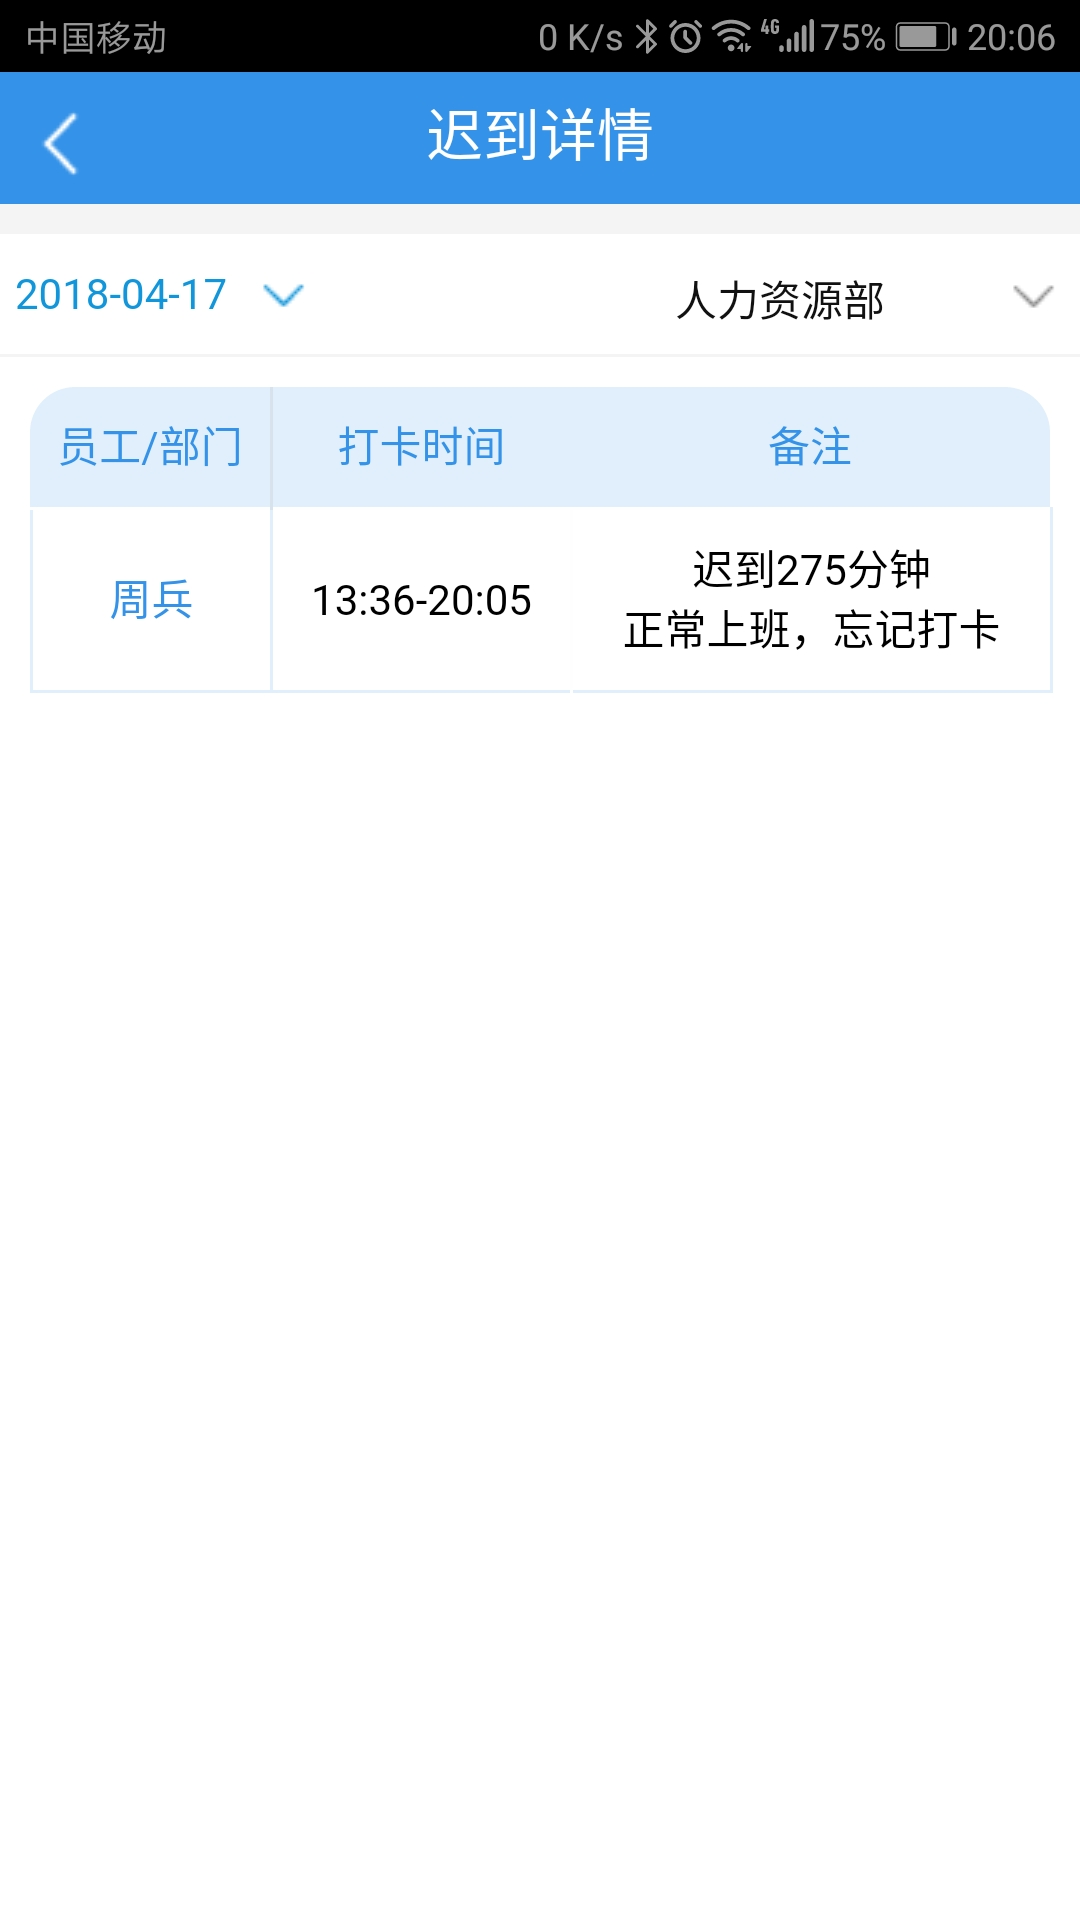 中国移动 0 K/s 4G 75% 20:06
迟到详情
2018-04-17 人力资源部
员工/部门 打卡时间 备注
周兵 13:36-20:05 迟到275分钟
正常上班，忘记打卡